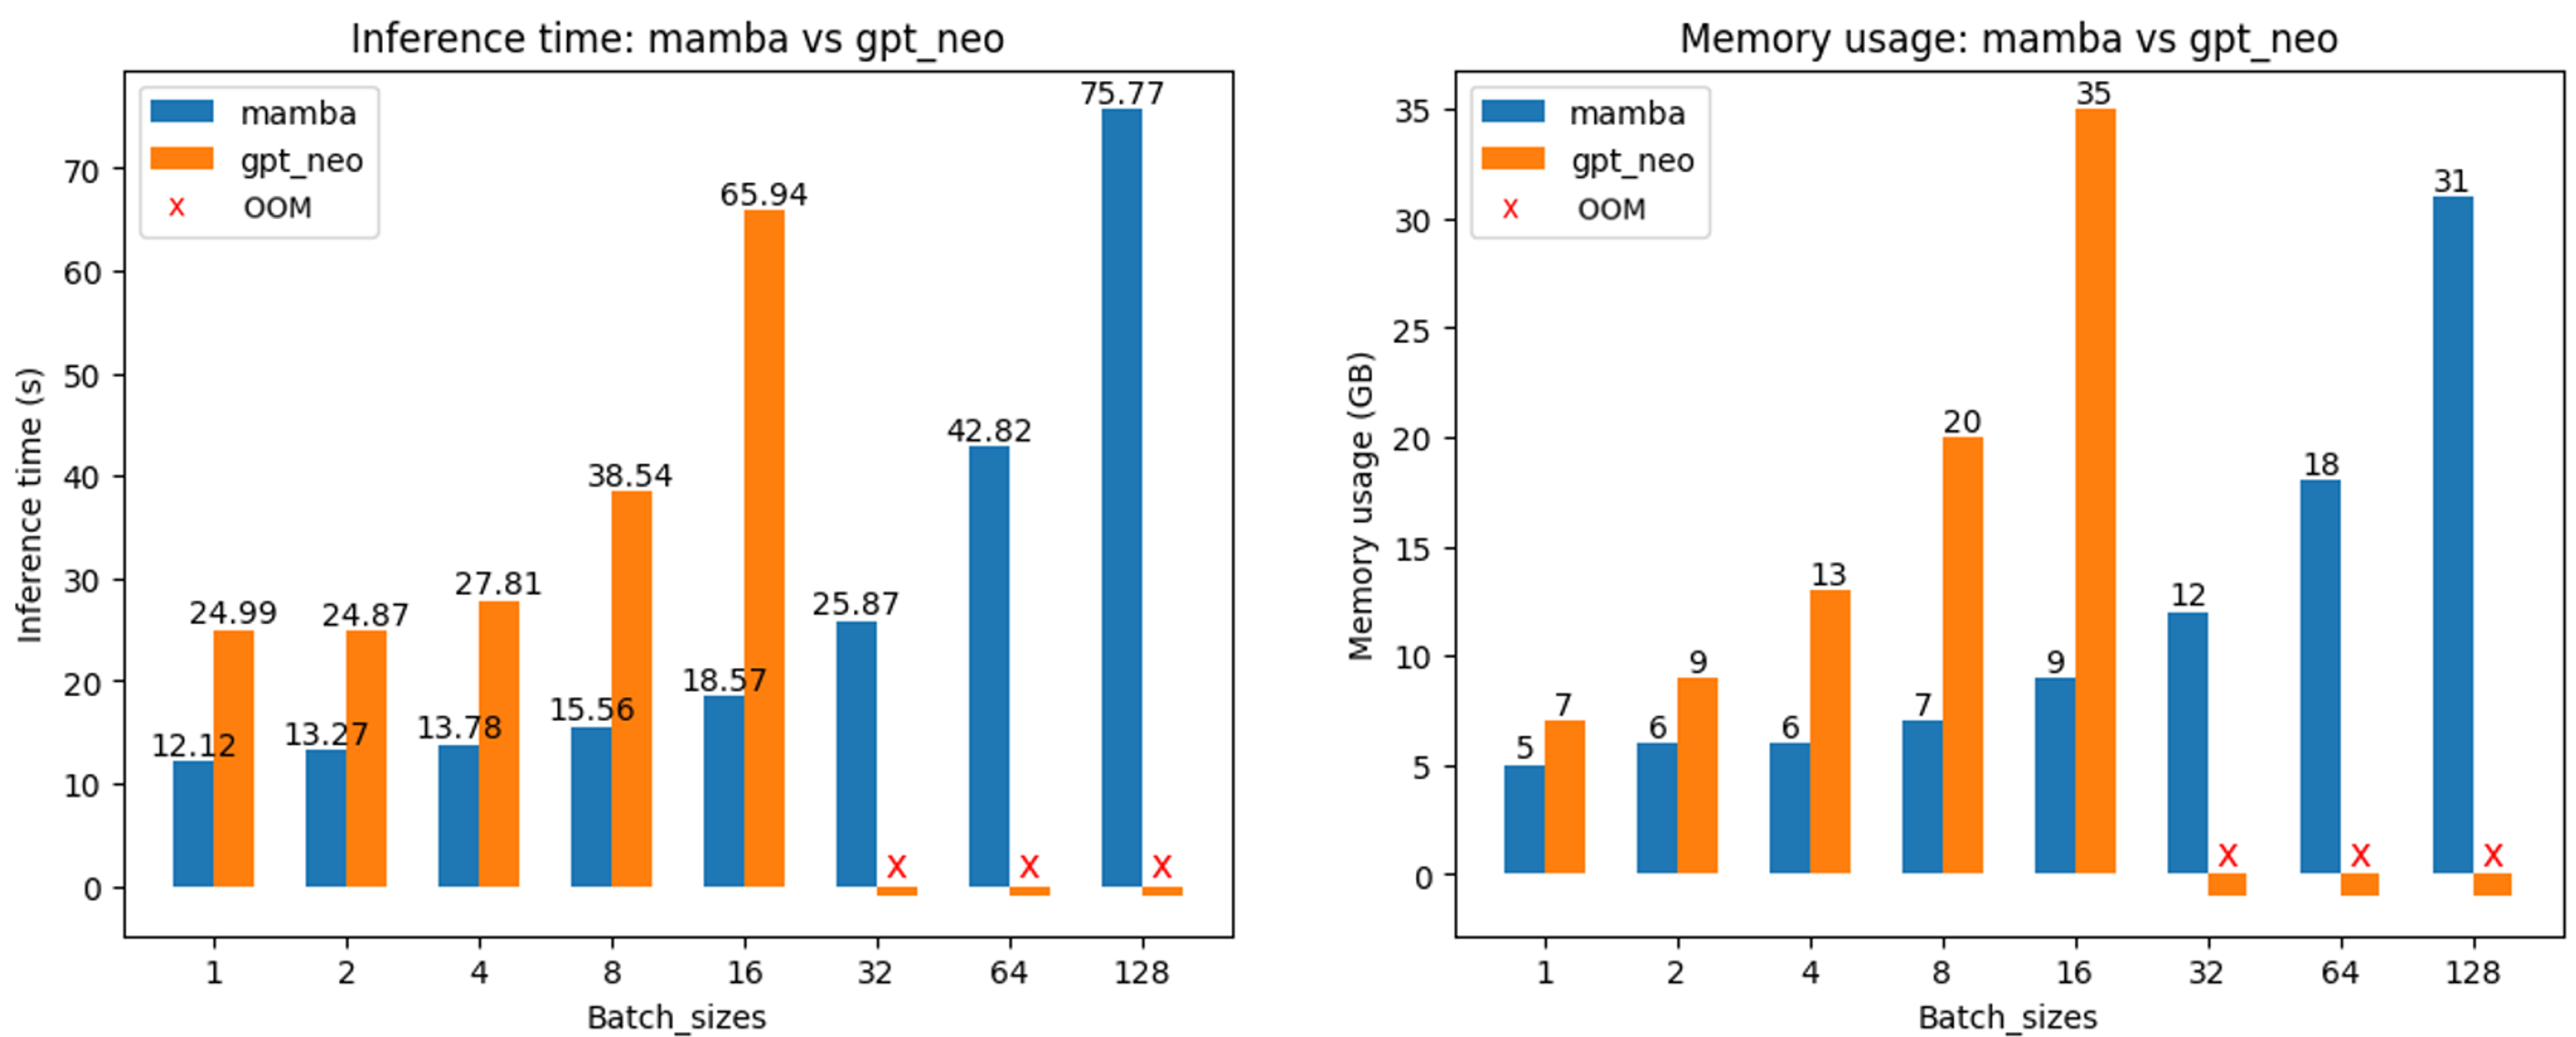 Inference time: mamba vs gpt_neo
mamba
gpt_neo
x OOM
Inference time (s)
70
60
50
40
30
20
10
0
12.12
24.99
13.27
24.87
13.78
27.81
15.56
38.54
18.57
65.94
25.87
x
42.82
x
75.77
x
1 2 4 8 16 32 64 128
Batch_sizes
Memory usage: mamba vs gpt_neo
mamba
gpt_neo
x OOM
Memory usage (GB)
35
30
25
20
15
10
5
0
5
7
6
9
6
13
7
20
9
35
12
x
18
x
31
x
1 2 4 8 16 32 64 128
Batch_sizes